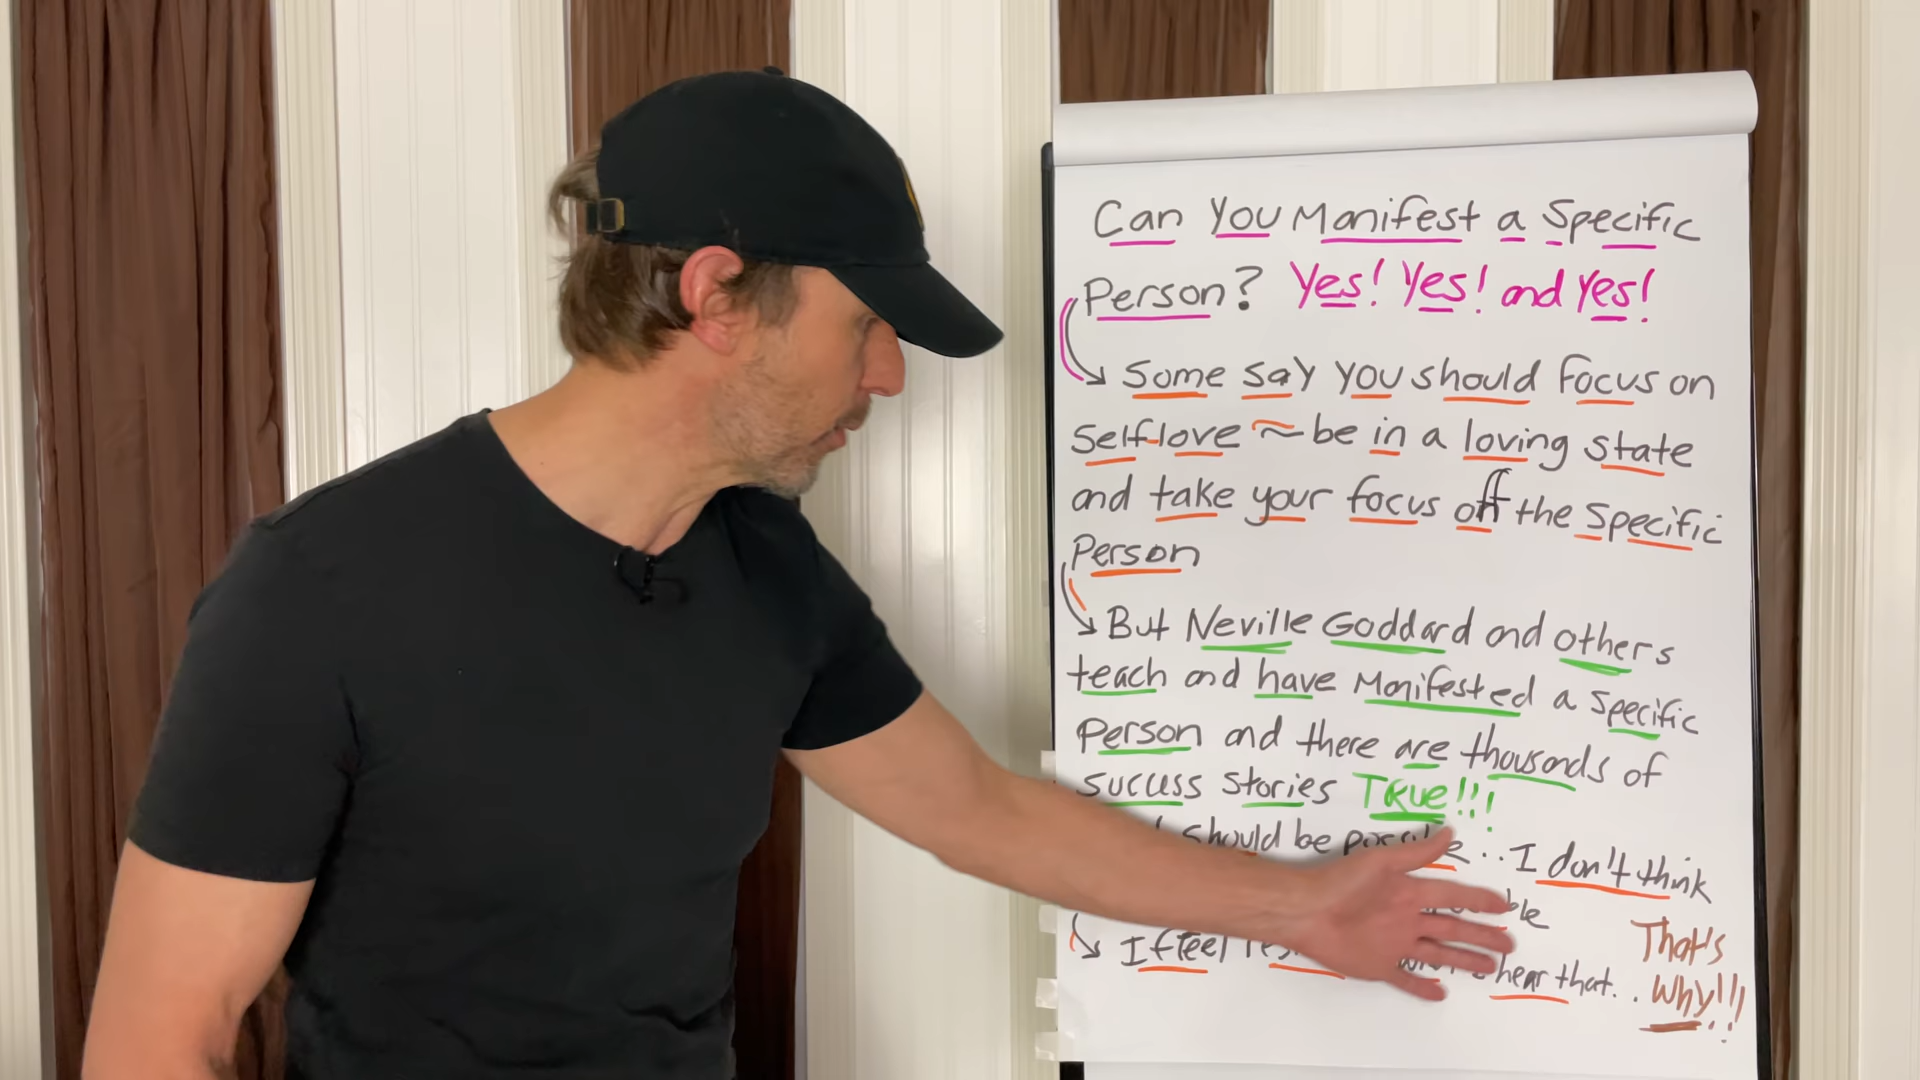 Can You Manifest a Specific
Person? Yes! Yes! and Yes!
Some say you should focus on
self-love ~ be in a loving state
and take your focus off the specific
Person
But Neville Goddard and others
teach and have manifested a specific
person and there are thousands of
success stories True!!!
should be .. I don't think
I feel hear that..
That's
Why!!!